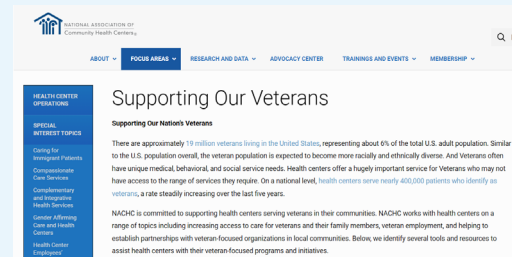 NATIONAL ASSOCIATION OF
Community Health Centers
ABOUT
FOCUS AREAS
RESEARCH AND DATA
ADVOCACY CENTER
TRAININGS AND EVENTS
MEMBERSHIP
HEALTH CENTER
OPERATIONS
SPECIAL
INTEREST TOPICS
Caring for
Immigrant Patients
Compassionate
Care Services
Complementary
and Integrative
Health Services
Gender Affirming
Care and Health
Centers
Health Center
Employees'
Supporting Our Veterans
Supporting Our Nation's Veterans
There are approximately 19 million veterans living in the United States, representing about 6% of the total U.S. adult population. Similar
to the U.S. population overall, the veteran population is expected to become more racially and ethnically diverse. And Veterans often
have unique medical, behavioral, and social service needs. Health centers offer a hugely important service for Veterans who may not
have access to the range of services they require. On a national level, health centers serve nearly 400,000 patients who identify as
veterans, a rate steadily increasing over the last five years.
NACHC is committed to supporting health centers serving veterans in their communities. NACHC works with health centers on a
range of topics including increasing access to care for veterans and their family members, veteran employment, and helping to
establish partnerships with veteran-focused organizations in local communities. Below, we identify several tools and resources to
assist health centers with their veteran-focused programs and initiatives.